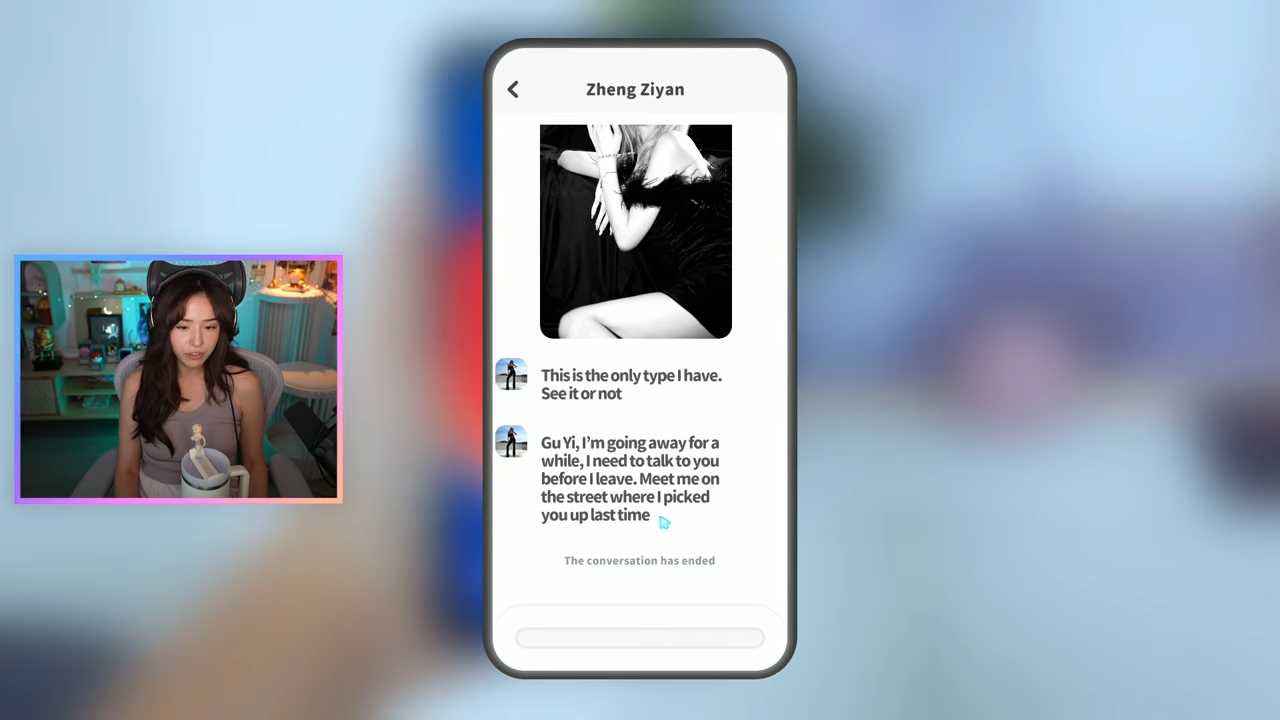 Zheng Ziyan
This is the only type I have.
See it or not
Gu Yi, I'm going away for a
while, I need to talk to you
before I leave. Meet me on
the street where I picked
you up last time
The conversation has ended